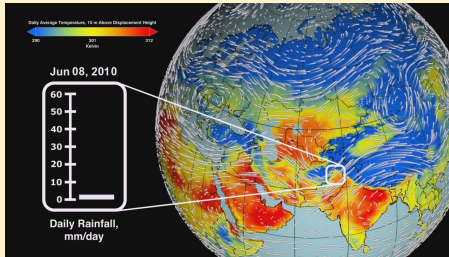 Daily Average Temperature, 10 m Above Displacement Height
290 301 312
Kelvin
Jun 08, 2010
60
50
40
30
20
10
0
Daily Rainfall,
mm/day